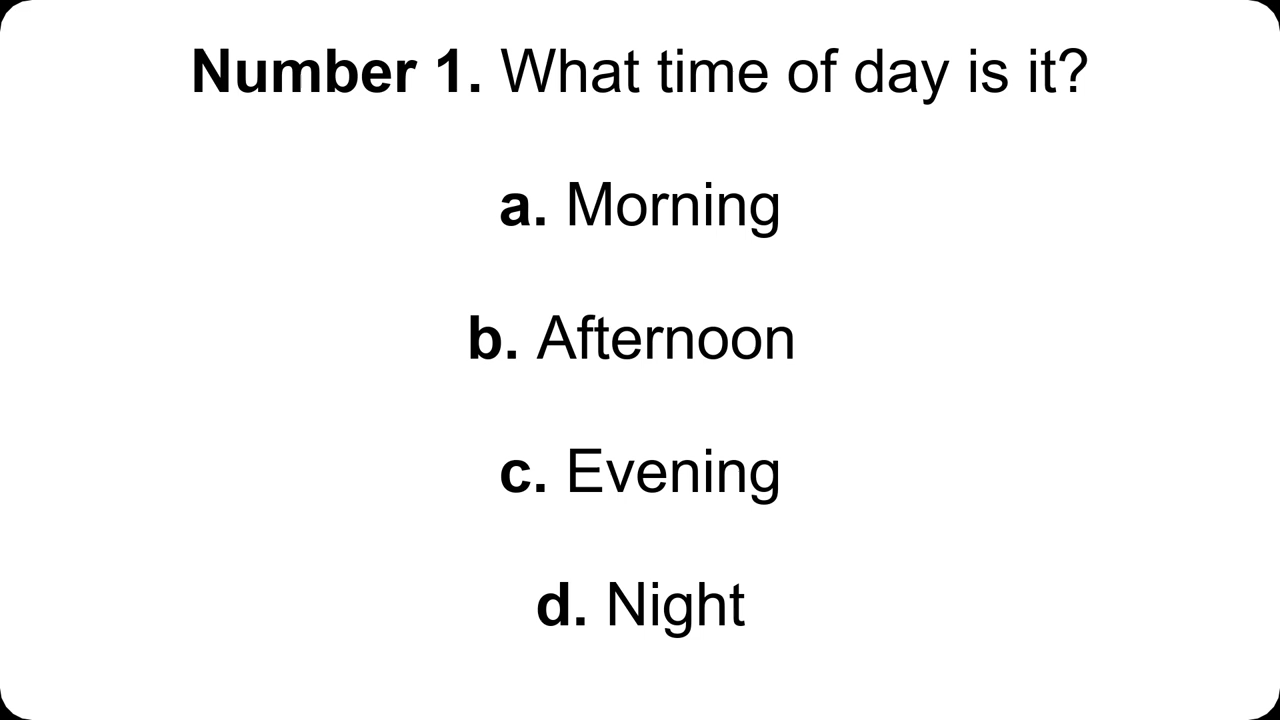 Number 1. What time of day is it?
a. Morning
b. Afternoon
c. Evening
d. Night